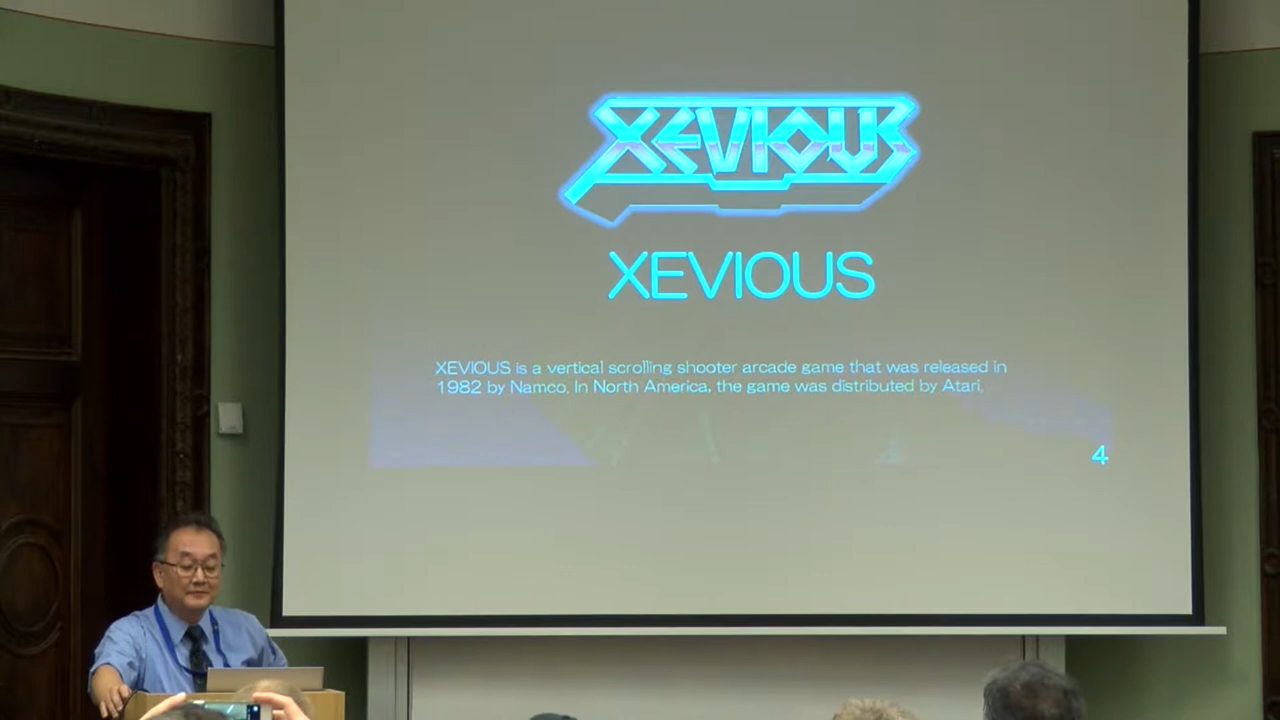 XEVIOUS
XEVIOUS
XEVIOUS is a vertical scrolling shooter arcade game that was released in
1982 by Namco. In North America, the game was distributed by Atari.
4